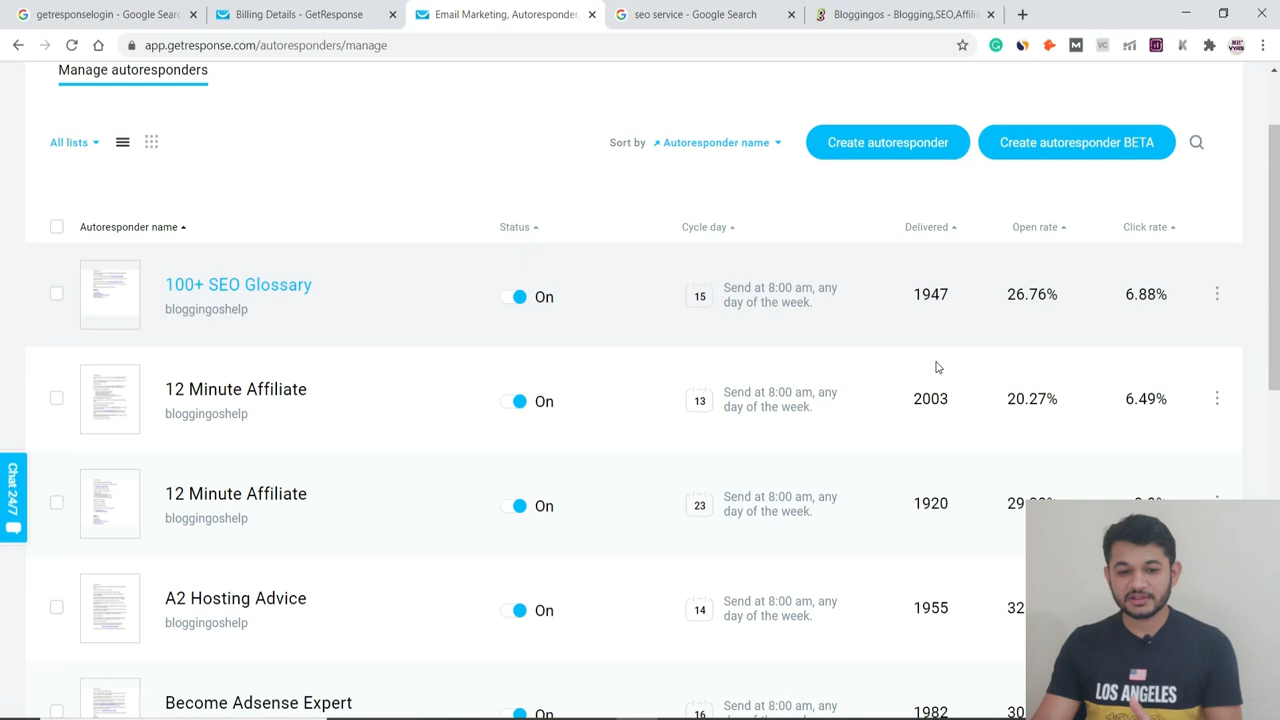 getresponselogin - Google Searc
Billing Details - GetResponse
Email Marketing, Autoresponder,
seo service - Google Search
Bloggingos - Blogging,SEO,Affilia
app.getresponse.com/autoresponders/manage
Manage autoresponders
All lists
Sort by Autoresponder name
Create autoresponder
Create autoresponder BETA
Autoresponder name
Status
Cycle day
Delivered
Open rate
Click rate
100+ SEO Glossary
bloggingoshelp
On
15
Send at 8:00 am, any
day of the week.
1947
26.76%
6.88%
12 Minute Affiliate
bloggingoshelp
On
13
Send at 8:00 am, any
day of the week.
2003
20.27%
6.49%
12 Minute Affiliate
bloggingoshelp
On
23
Send at 8:00 am, any
day of the week.
1920
Chat 24/7
A2 Hosting Advice
bloggingoshelp
On
14
Send at 8:00 am, any
day of the week.
1955
32
Become Adsense Expert
On
16
Send at 8:00 am, any
1982
30
LOS ANGELES